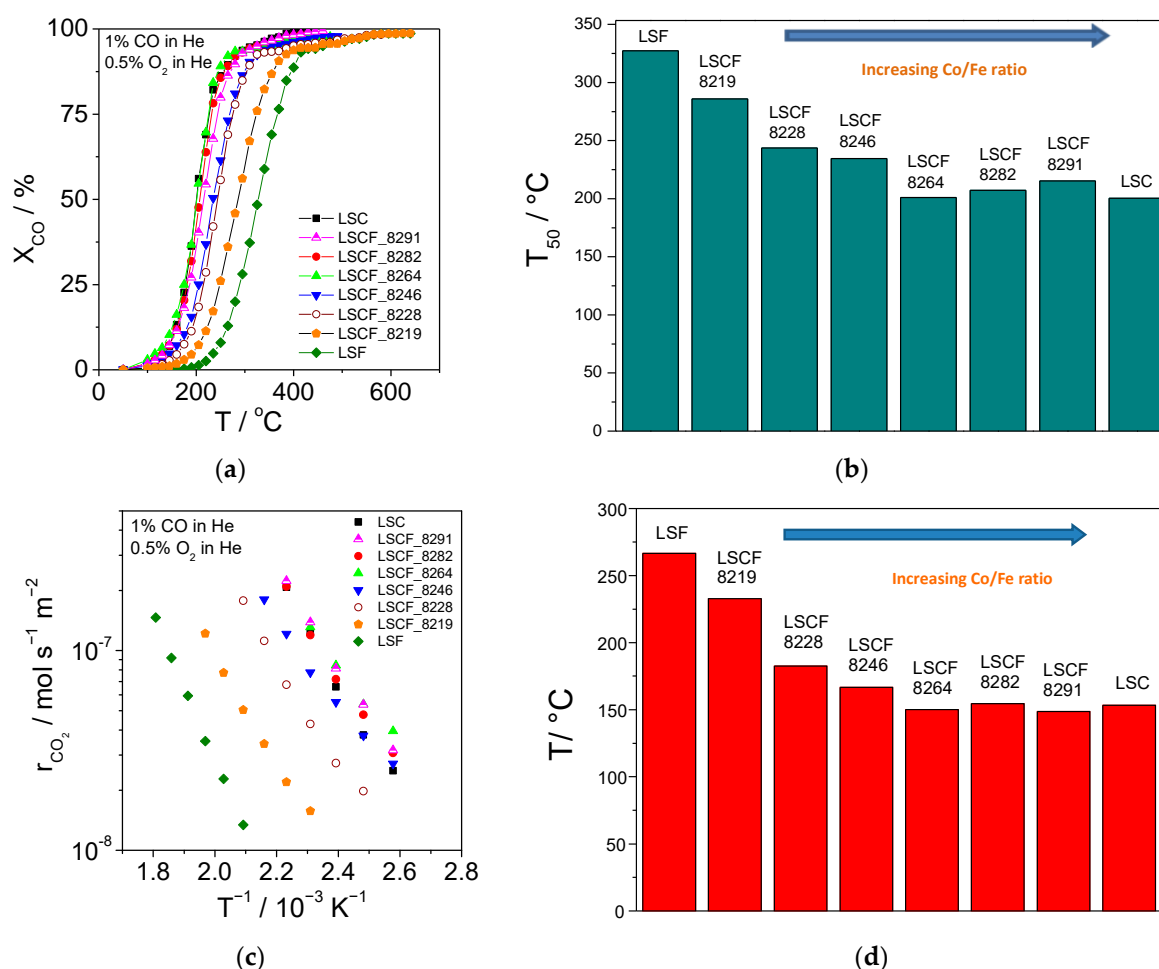 1% CO in He
0.5% O₂ in He
100
75
50
25
0
X_CO / %
0
200
400
600
T / °C
LSC
LSCF_8291
LSCF_8282
LSCF_8264
LSCF_8246
LSCF_8228
LSCF_8219
LSF
(a)
350
300
250
200
150
100
50
0
T₅₀ / °C
LSF
LSCF
8219
LSCF
8228
LSCF
8246
LSCF
8264
LSCF
8282
LSCF
8291
LSC
Increasing Co/Fe ratio
(b)
1% CO in He
0.5% O₂ in He
10⁻⁷
10⁻⁸
r_CO₂ / mol s⁻¹ m⁻²
1.8
2.0
2.2
2.4
2.6
2.8
T⁻¹ / 10⁻³ K⁻¹
LSC
LSCF_8291
LSCF_8282
LSCF_8264
LSCF_8246
LSCF_8228
LSCF_8219
LSF
(c)
300
250
200
150
100
50
0
T/ °C
LSF
LSCF
8219
LSCF
8228
LSCF
8246
LSCF
8264
LSCF
8282
LSCF
8291
LSC
Increasing Co/Fe ratio
(d)